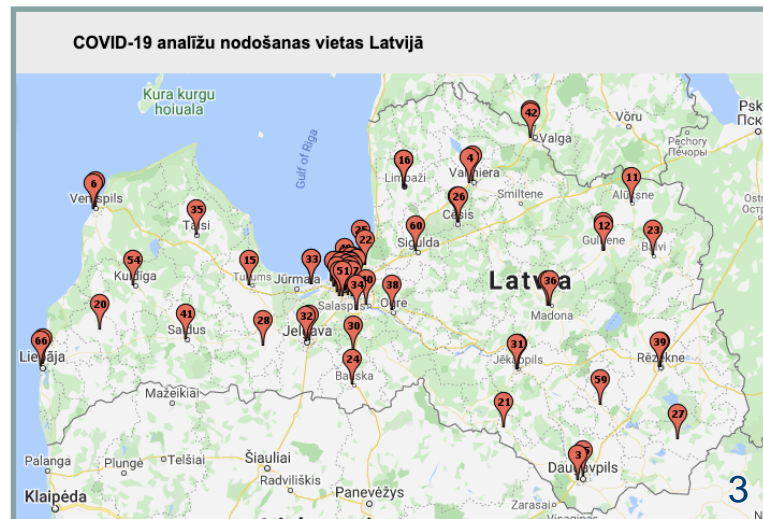 COVID-19 analīžu nodošanas vietas Latvijā
Kura kurgu
hoiuala
Gulf of Riga
42
Võru
Valga
Pechory
Печоры
16
4
Limbaži
Valmiera
Smiltene
11
Alūksne
6
Ventspils
35
Talsi
26
Cēsis
60
Sigulda
12
Gulbene
23
Balvi
22
54
Kuldīga
15
Tukums
33
Jūrmala
51
34
Salaspils
38
Ogre
Latvija
36
Madona
20
41
Saldus
28
32
Jelgava
30
24
Bauska
66
Liepāja
31
Jēkabpils
39
Rēzekne
59
21
27
3
Daugavpils
Mažeikiai
Palanga
Plungė
Telšiai
Šiauliai
Radviliškis
Panevėžys
Klaipėda
Zarasai
3